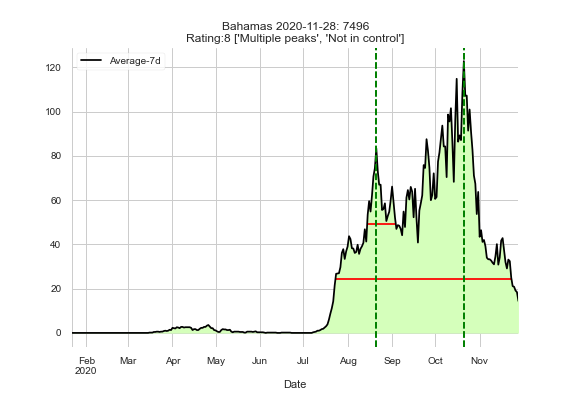 Bahamas 2020-11-28: 7496
Rating:8 ['Multiple peaks', 'Not in control']
Average-7d
120
100
80
60
40
20
0
Feb Mar Apr May Jun Jul Aug Sep Oct Nov
2020
Date